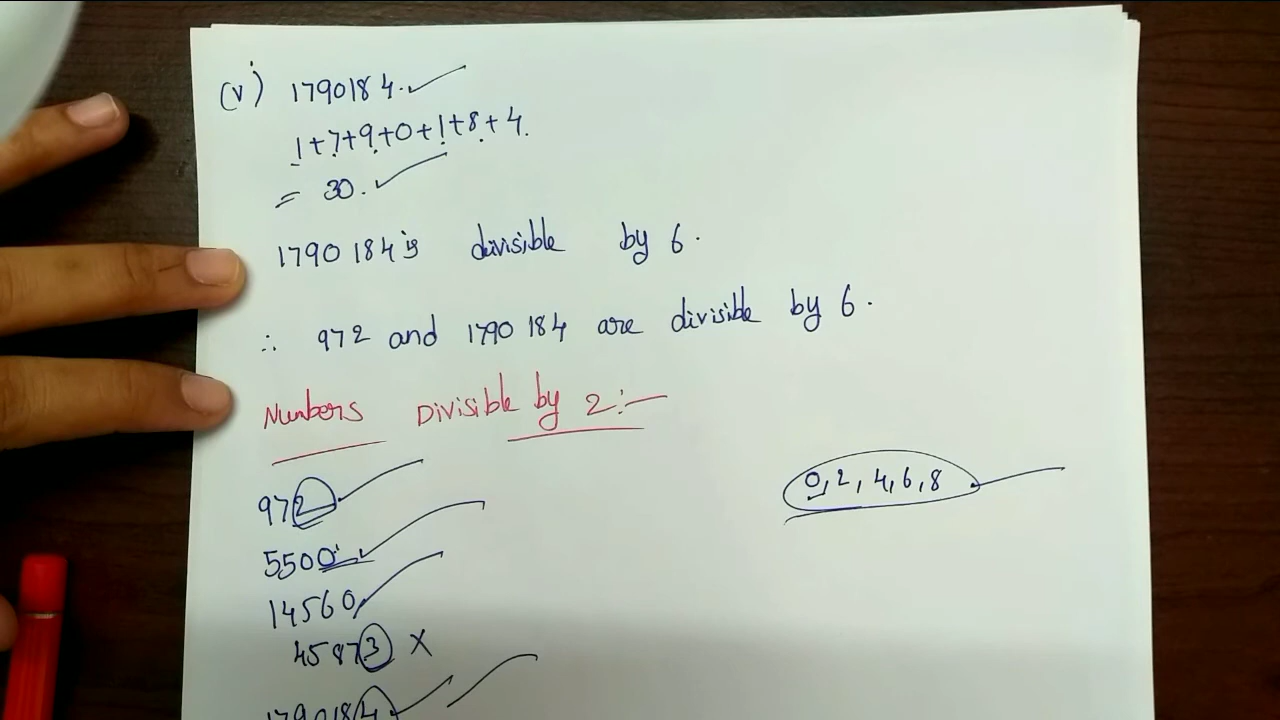 (v) 1790184.
1+7+9+0+1+8+4.
= 30.
1790184 is divisible by 6.
∴ 972 and 1790184 are divisible by 6.
Numbers Divisible by 2:-
972
0,2,4,6,8
5500
14560
45873 X
1790184